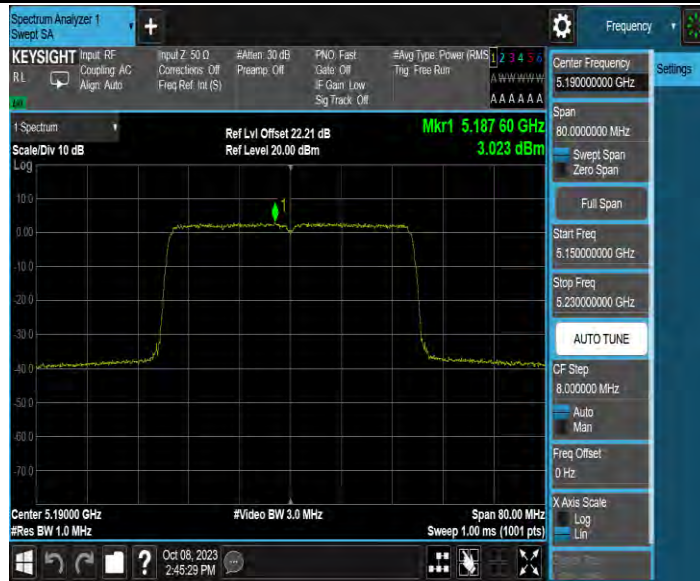 Spectrum Analyzer 1
Swept SA
Frequency
KEYSIGHT
RL
Input: RF
Coupling: AC
Align: Auto
Input Z: 50 Ω
Corrections: Off
Freq Ref: Int (S)
#Atten: 30 dB
Preamp: Off
PNO: Fast
Gate: Off
IF Gain: Low
Sig Track: Off
#Avg Type: Power (RMS
Trig: Free Run
1 2 3 4 5 6
A W W W W W
A A A A A A
1 Spectrum
Scale/Div 10 dB
Log
Ref Lvl Offset 22.21 dB
Ref Level 20.00 dBm
Mkr1 5.187 60 GHz
3.023 dBm
10.0
0.00
-10.0
-20.0
-30.0
-40.0
-50.0
-60.0
-70.0
1
Center 5.19000 GHz
#Res BW 1.0 MHz
#Video BW 3.0 MHz
Span 80.00 MHz
Sweep 1.00 ms (1001 pts)
Oct 08, 2023
2:45:29 PM
Center Frequency
5.190000000 GHz
Settings
Span
80.0000000 MHz
Swept Span
Zero Span
Full Span
Start Freq
5.150000000 GHz
Stop Freq
5.230000000 GHz
AUTO TUNE
CF Step
8.000000 MHz
Auto
Man
Freq Offset
0 Hz
X Axis Scale
Log
Lin